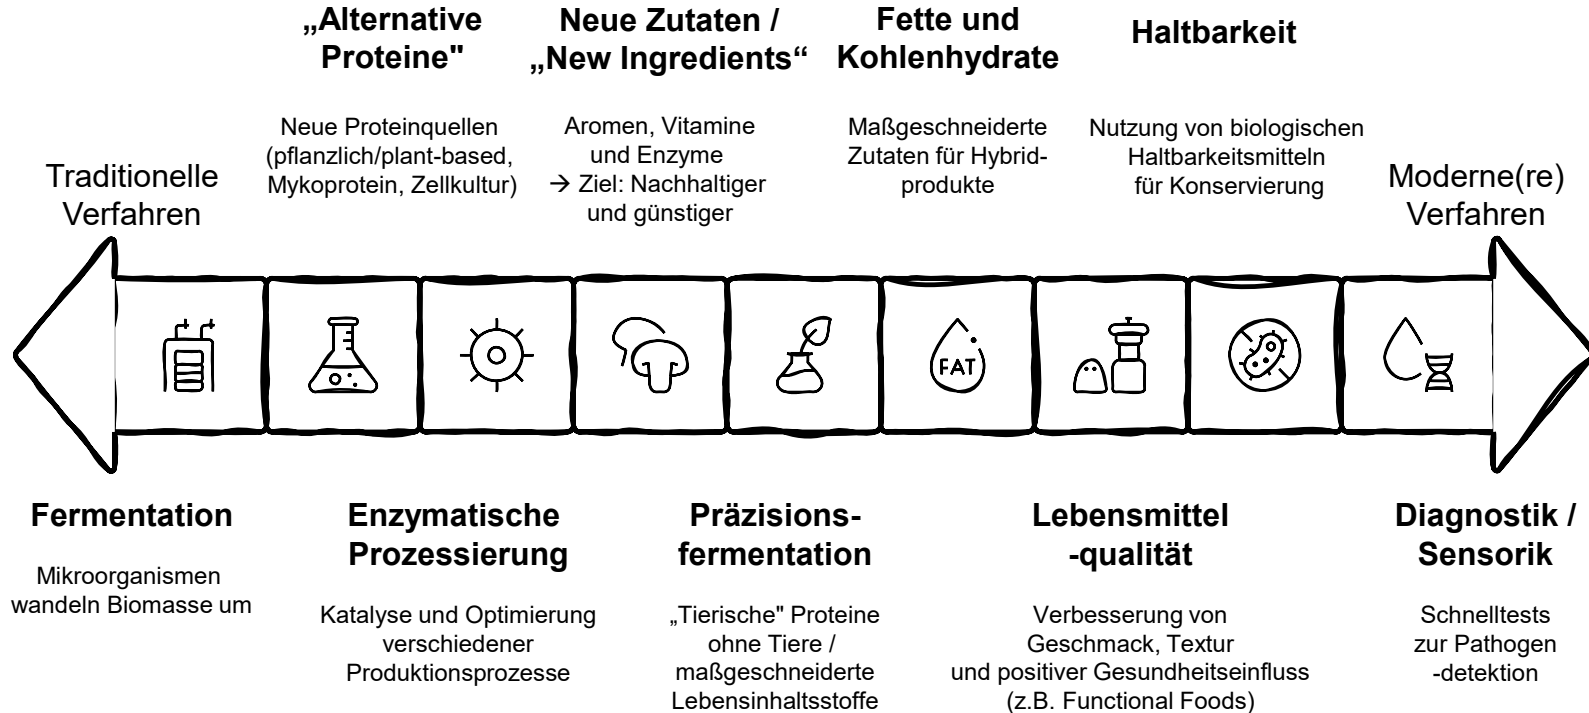 „Alternative
Proteine"
Neue Proteinquellen
(pflanzlich/plant-based,
Mykoprotein, Zellkultur)
Neue Zutaten /
„New Ingredients“
Aromen, Vitamine
und Enzyme
→ Ziel: Nachhaltiger
und günstiger
Fette und
Kohlenhydrate
Maßgeschneiderte
Zutaten für Hybrid-
produkte
Haltbarkeit
Nutzung von biologischen
Haltbarkeitsmitteln
für Konservierung
Traditionelle
Verfahren
Moderne(re)
Verfahren
FAT
Fermentation
Mikroorganismen
wandeln Biomasse um
Enzymatische
Prozessierung
Katalyse und Optimierung
verschiedener
Produktionsprozesse
Präzisions-
fermentation
„Tierische" Proteine
ohne Tiere /
maßgeschneiderte
Lebensinhaltsstoffe
Lebensmittel
-qualität
Verbesserung von
Geschmack, Textur
und positiver Gesundheitseinfluss
(z.B. Functional Foods)
Diagnostik /
Sensorik
Schnelltests
zur Pathogen
-detektion